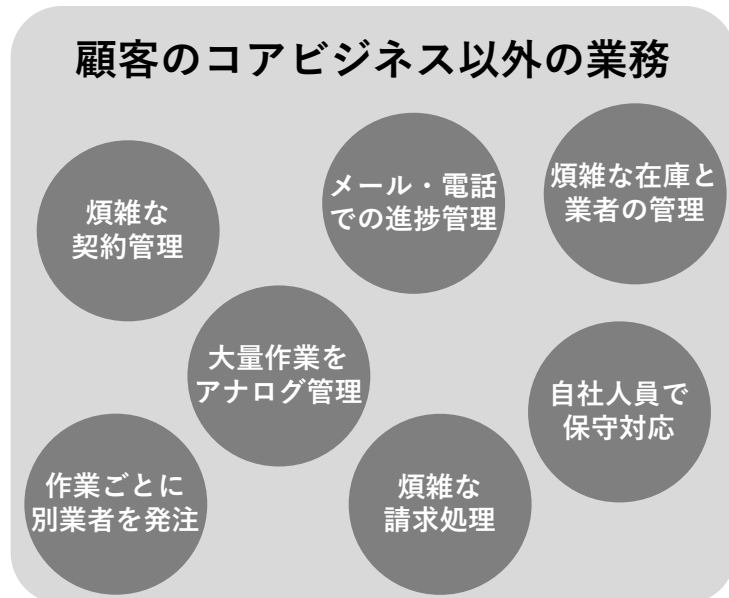 顧客のコアビジネス以外の業務
煩雑な
契約管理
メール・電話
での進捗管理
煩雑な在庫と
業者の管理
大量作業を
アナログ管理
自社人員で
保守対応
作業ごとに
別業者を発注
煩雑な
請求処理